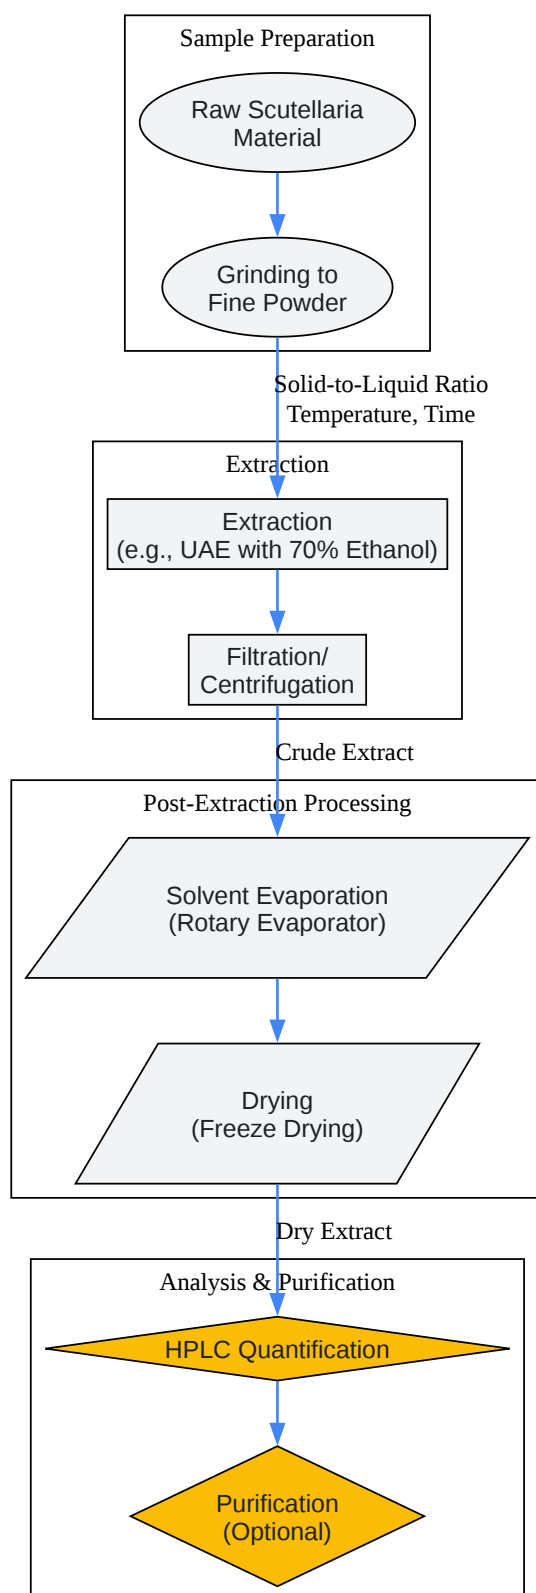 Sample Preparation
Raw Scutellaria
Material
Grinding to
Fine Powder
Solid-to-Liquid Ratio
Temperature, Time
Extraction
Extraction
(e.g., UAE with 70% Ethanol)
Filtration/
Centrifugation
Crude Extract
Post-Extraction Processing
Solvent Evaporation
(Rotary Evaporator)
Drying
(Freeze Drying)
Dry Extract
Analysis & Purification
HPLC Quantification
Purification
(Optional)